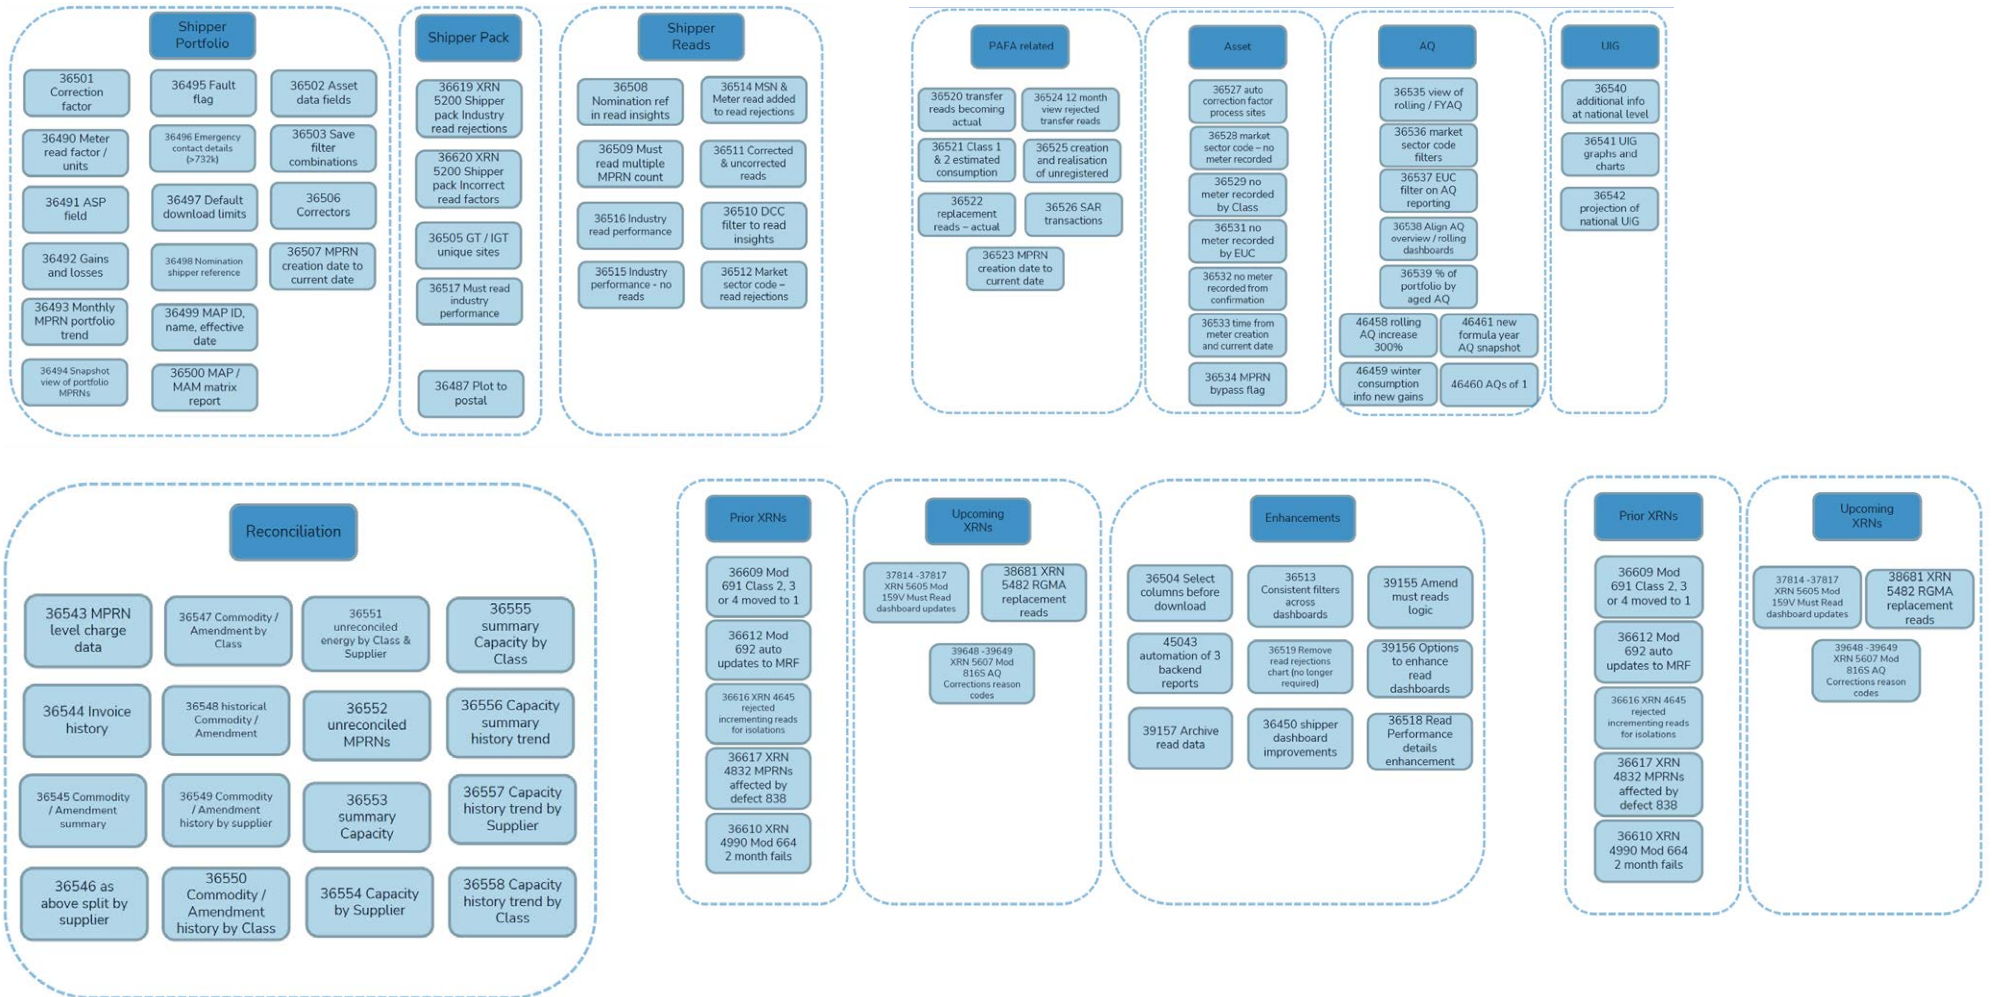 Shipper
Portfolio
36501
Correction
factor
36490 Meter
read factor /
units
36491 ASP
field
36492 Gains
and losses
36493 Monthly
MPRN portfolio
trend
36494 Snapshot
view of portfolio
MPRNs
36495 Fault
flag
36496 Emergency
contact details
(>732k)
36497 Default
download limits
36498 Nomination
shipper reference
36499 MAP ID,
name, effective
date
36500 MAP /
MAM matrix
report
36502 Asset
data fields
36503 Save
filter
combinations
36506
Correctors
36507 MPRN
creation date to
current date
Shipper Pack
36619 XRN
5200 Shipper
pack Industry
read rejections
36620 XRN
5200 Shipper
pack Incorrect
read factors
36505 GT / IGT
unique sites
36517 Must read
industry
performance
36487 Plot to
postal
Shipper
Reads
36508
Nomination ref
in read insights
36509 Must
read multiple
MPRN count
36516 Industry
read performance
36515 Industry
performance - no
reads
36514 MSN &
Meter read added
to read rejections
36511 Corrected
& uncorrected
reads
36510 DCC
filter to read
insights
36512 Market
sector code –
read rejections
PAFA related
36520 transfer
reads becoming
actual
36521 Class 1
& 2 estimated
consumption
36522
replacement
reads – actual
36524 12 month
view rejected
transfer reads
36525 creation
and realisation
of unregistered
36526 SAR
transactions
36523 MPRN
creation date to
current date
Asset
36527 auto
correction factor
process sites
36528 market
sector code – no
meter recorded
36529 no
meter recorded
by Class
36531 no
meter recorded
by EUC
36532 no meter
recorded from
confirmation
36533 time from
meter creation
and current date
36534 MPRN
bypass flag
AQ
36535 view of
rolling / FYAQ
36536 market
sector code
filters
36537 EUC
filter on AQ
reporting
36538 Align AQ
overview / rolling
dashboards
36539 % of
portfolio by
aged AQ
46458 rolling
AQ increase
300%
46461 new
formula year
AQ snapshot
46459 winter
consumption
info new gains
46460 AQs of 1
UIG
36540
additional info
at national level
36541 UIG
graphs and
charts
36542
projection of
national UIG
Reconciliation
36543 MPRN
level charge
data
36544 Invoice
history
36545 Commodity
/ Amendment
summary
36546 as
above split by
supplier
36547 Commodity /
Amendment by
Class
36548 historical
Commodity /
Amendment
36549 Commodity
/ Amendment
history by supplier
36550
Commodity /
Amendment
history by Class
36551
unreconciled
energy by Class &
Supplier
36552
unreconciled
MPRNs
36553
summary
Capacity
36554 Capacity
by Supplier
36555
summary
Capacity by
Class
36556 Capacity
summary
history trend
36557 Capacity
history trend by
Supplier
36558 Capacity
history trend by
Class
Prior XRNs
36609 Mod
691 Class 2, 3
or 4 moved to 1
36612 Mod
692 auto
updates to MRF
36616 XRN 4645
rejected
incrementing reads
for isolations
36617 XRN
4832 MPRNs
affected by
defect 838
36610 XRN
4990 Mod 664
2 month fails
Upcoming
XRNs
37814 -37817
XRN 5605 Mod
159V Must Read
dashboard updates
38681 XRN
5482 RGMA
replacement
reads
39648 -39649
XRN 5607 Mod
816S AQ
Corrections reason
codes
Enhancements
36504 Select
columns before
download
45043
automation of 3
backend
reports
39157 Archive
read data
36513
Consistent filters
across
dashboards
36519 Remove
read rejections
chart (no longer
required)
36450 shipper
dashboard
improvements
39155 Amend
must reads
logic
39156 Options
to enhance
read
dashboards
36518 Read
Performance
details
enhancement
Prior XRNs
36609 Mod
691 Class 2, 3
or 4 moved to 1
36612 Mod
692 auto
updates to MRF
36616 XRN 4645
rejected
incrementing reads
for isolations
36617 XRN
4832 MPRNs
affected by
defect 838
36610 XRN
4990 Mod 664
2 month fails
Upcoming
XRNs
37814 -37817
XRN 5605 Mod
159V Must Read
dashboard updates
38681 XRN
5482 RGMA
replacement
reads
39648 -39649
XRN 5607 Mod
816S AQ
Corrections reason
codes